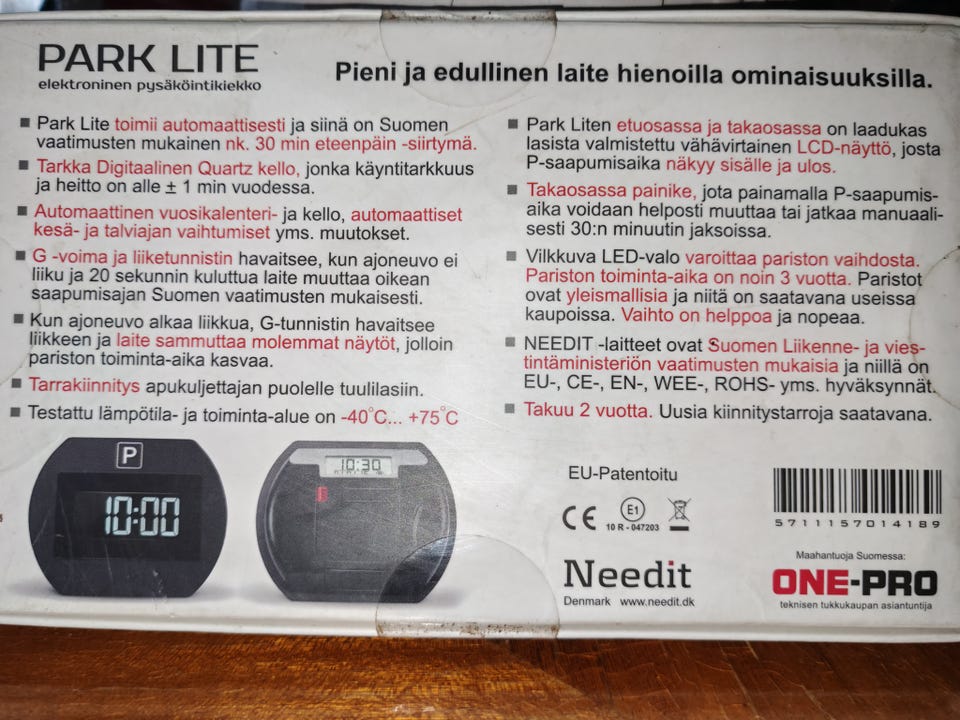 PARK LITE
elektroninen pysäköintikiekko
Pieni ja edullinen laite hienoilla ominaisuuksilla.
■ Park Lite toimii automaattisesti ja siinä on Suomen
vaatimusten mukainen nk. 30 min eteenpäin -siirtymä.
■ Tarkka Digitaalinen Quartz kello, jonka käyntitarkkuus
ja heitto on alle ± 1 min vuodessa.
■ Automaattinen vuosikalenteri- ja kello, automaattiset
kesä- ja talviajan vaihtumiset yms. muutokset.
■ G -voima ja liiketunnistin havaitsee, kun ajoneuvo ei
liiku ja 20 sekunnin kuluttua laite muuttaa oikean
saapumisajan Suomen vaatimusten mukaisesti.
■ Kun ajoneuvo alkaa liikkua, G-tunnistin havaitsee
liikkeen ja laite sammuttaa molemmat näytöt, jolloin
pariston toiminta-aika kasvaa.
■ Tarrakiinnitys apukuljettajan puolelle tuulilasiin.
■ Testattu lämpötila- ja toiminta-alue on -40°C... +75°C
■ Park Liten etuosassa ja takaosassa on laadukas
lasista valmistettu vähävirtainen LCD-näyttö, josta
P-saapumisaika näkyy sisälle ja ulos.
■ Takaosassa painike, jota painamalla P-saapumis-
aika voidaan helposti muuttaa tai jatkaa manuaali-
sesti 30:n minuutin jaksoissa.
■ Vilkkuva LED-valo varoittaa pariston vaihdosta.
Pariston toiminta-aika on noin 3 vuotta. Paristot
ovat yleismallisia ja niitä on saatavana useissa
kaupoissa. Vaihto on helppoa ja nopeaa.
■ NEEDIT -laitteet ovat Suomen Liikenne- ja vies-
tintäministeriön vaatimusten mukaisia ja niillä on
EU-, CE-, EN-, WEE-, ROHS- yms. hyväksynnät.
■ Takuu 2 vuotta. Uusia kiinnitystarroja saatavana.
P
10:00
10:30
EU-Patentoitu
CE
E1
10 R - 047203
5711157014189
Needit
Denmark www.needit.dk
Maahantuoja Suomessa:
ONE-PRO
teknisen tukkukaupan asiantuntija